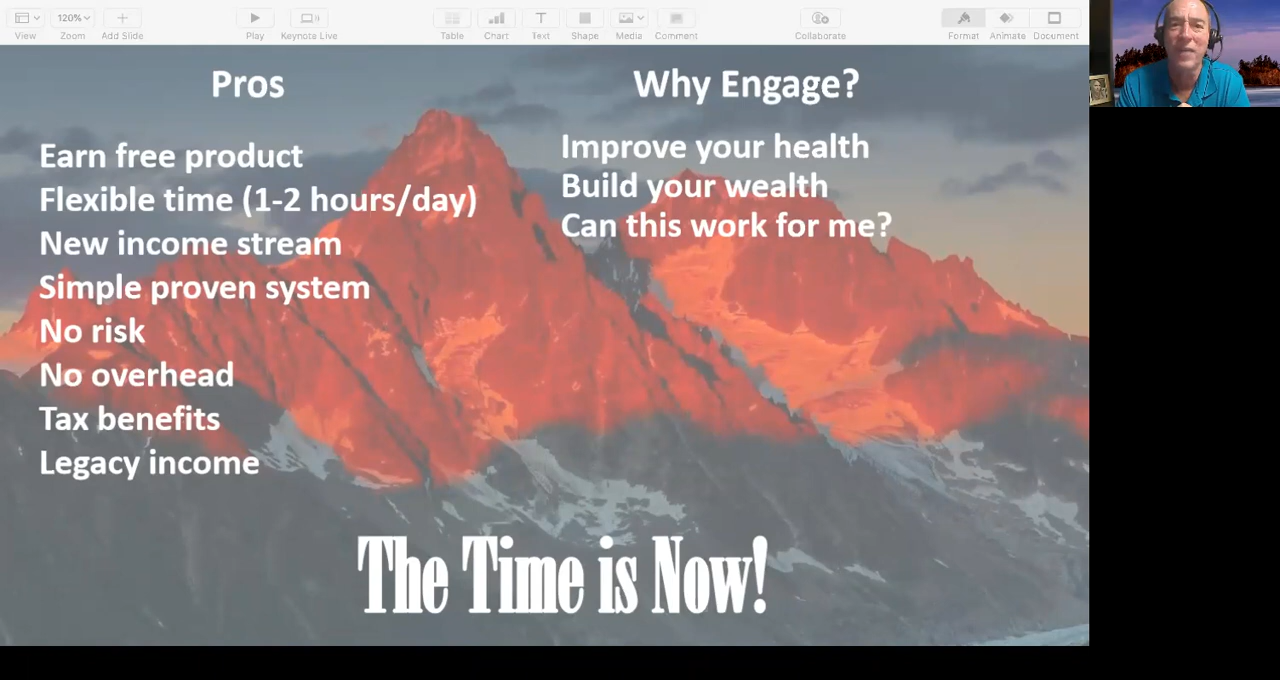 120%
View
Zoom
Add Slide
Play
Keynote Live
Table
Chart
Text
Shape
Media
Comment
Collaborate
Format
Animate
Document
Pros
Earn free product
Flexible time (1-2 hours/day)
New income stream
Simple proven system
No risk
No overhead
Tax benefits
Legacy income
Why Engage?
Improve your health
Build your wealth
Can this work for me?
The Time is Now!